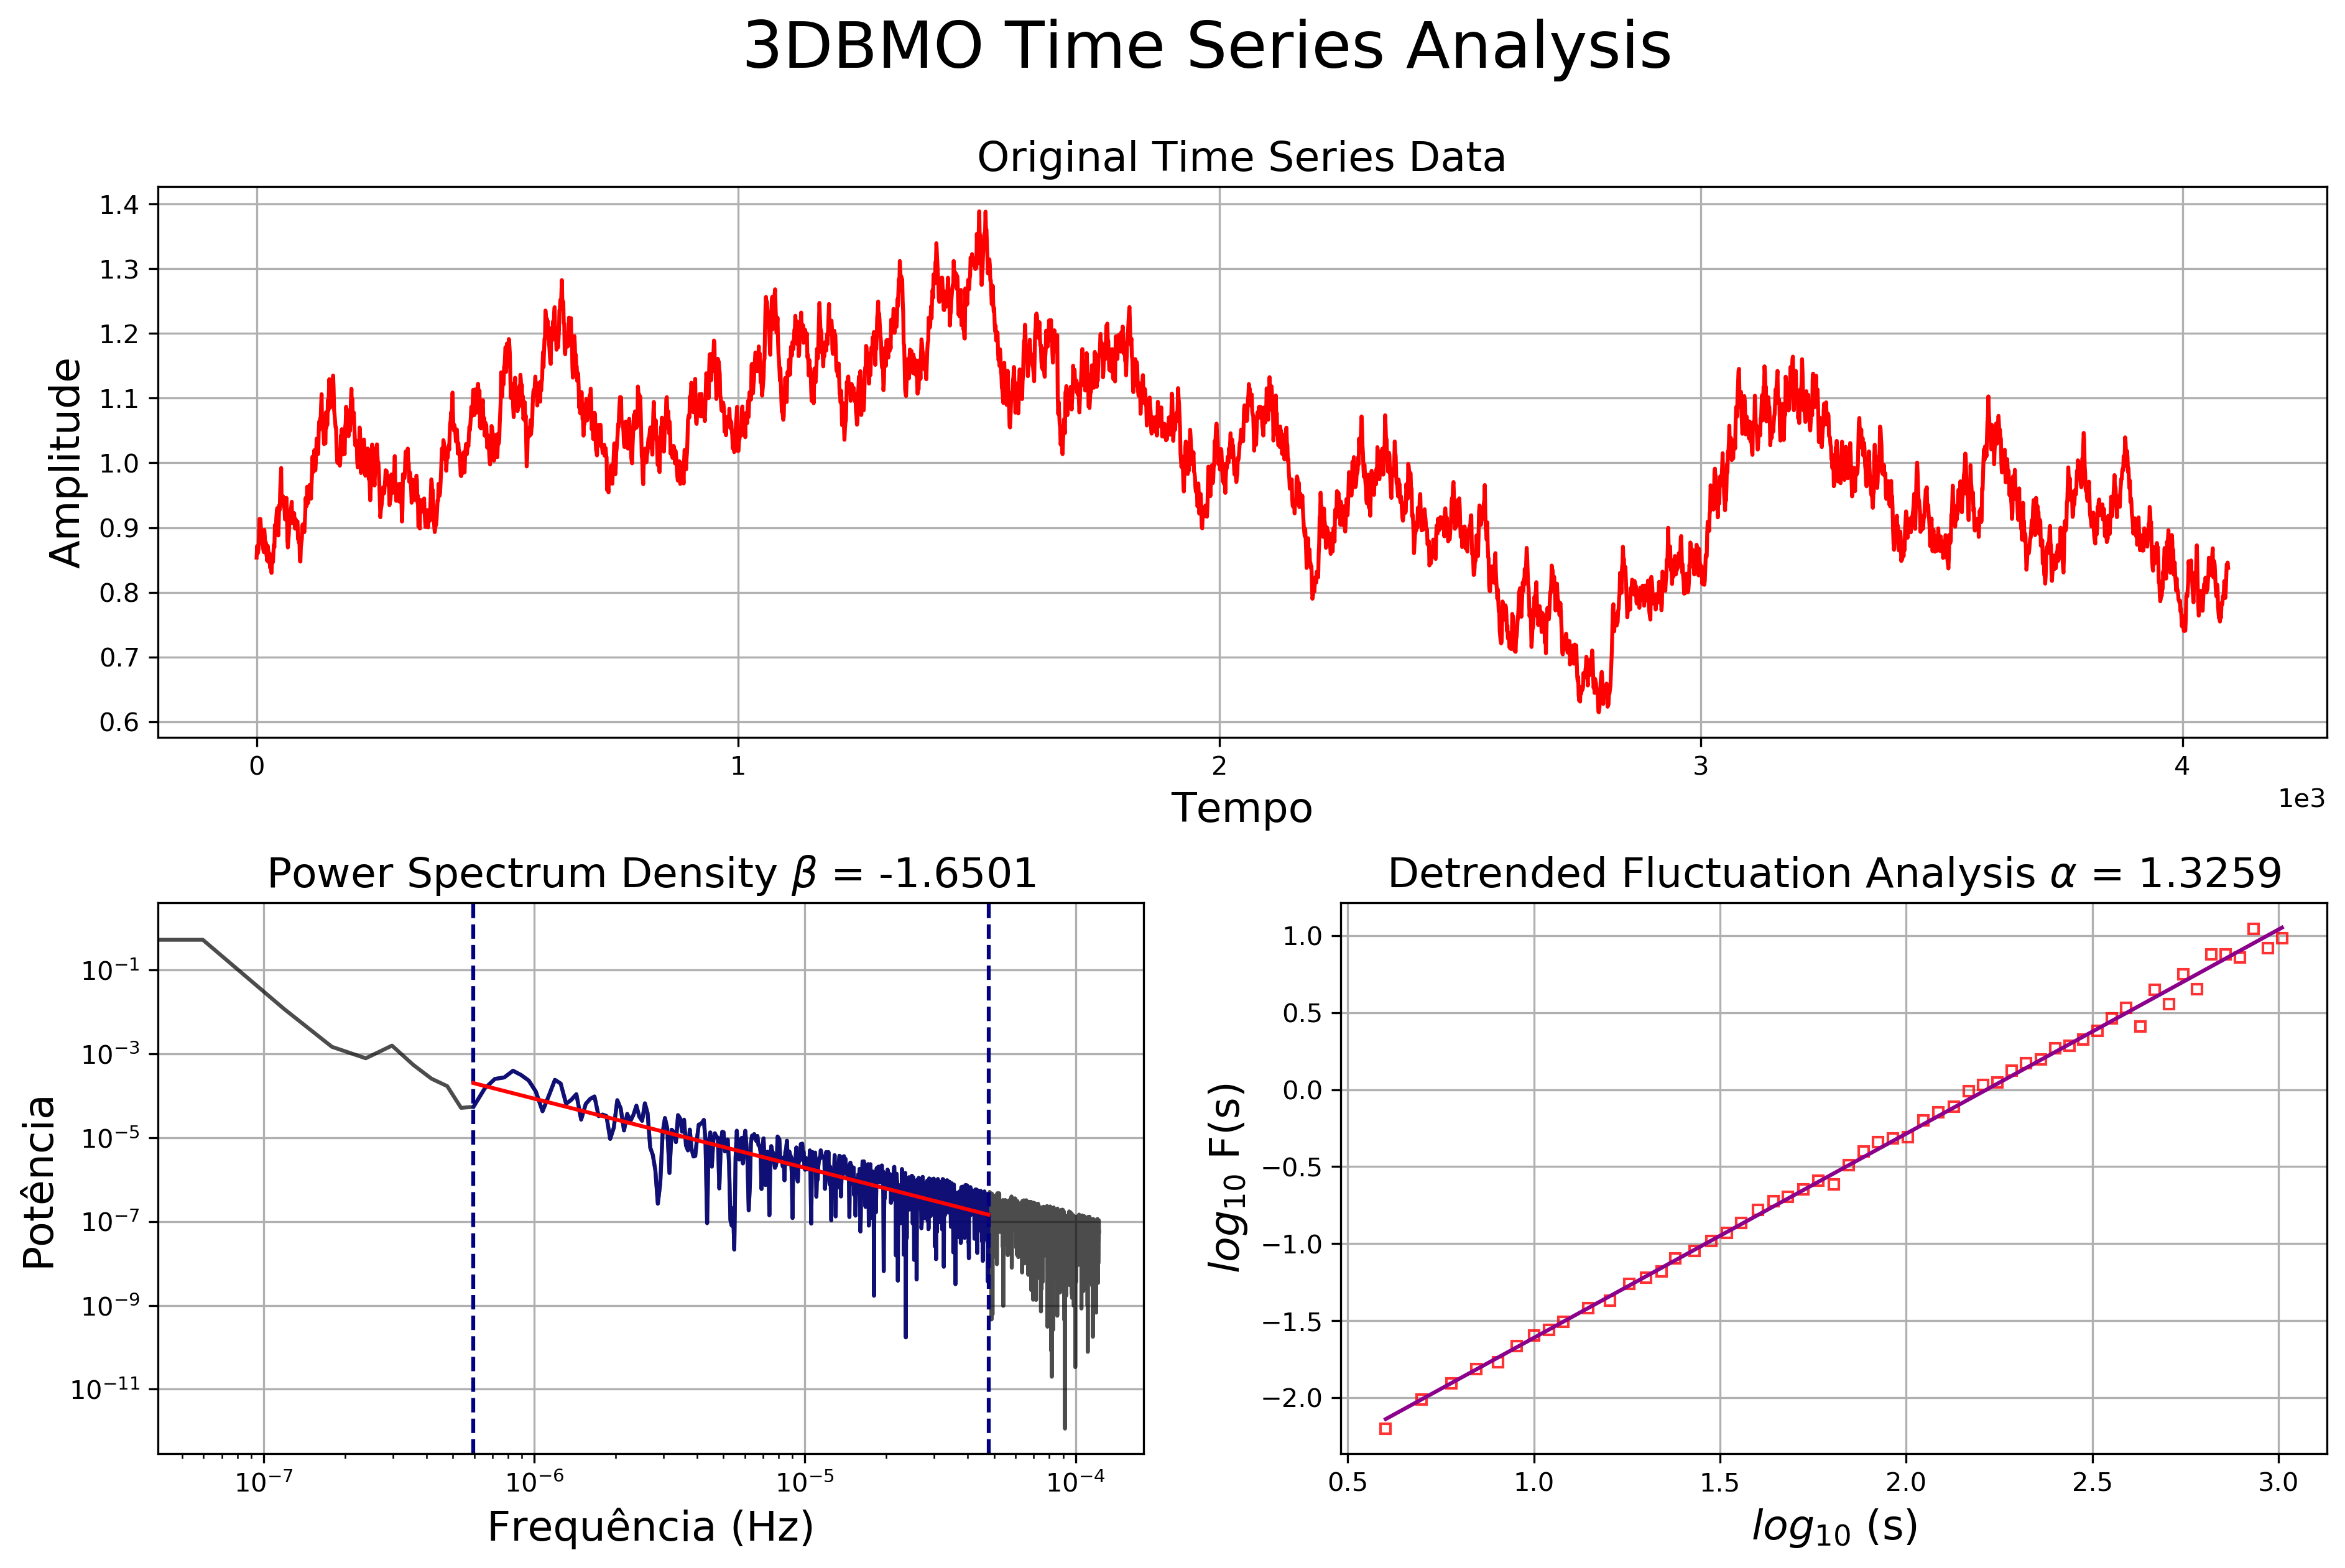 3DBMO Time Series Analysis
Original Time Series Data
Amplitude
1.4
1.3
1.2
1.1
1.0
0.9
0.8
0.7
0.6
0 1 2 3 4
1e3
Tempo
Power Spectrum Density β = -1.6501
Potência
10⁻¹
10⁻³
10⁻⁵
10⁻⁷
10⁻⁹
10⁻¹¹
10⁻⁷ 10⁻⁶ 10⁻⁵ 10⁻⁴
Frequência (Hz)
Detrended Fluctuation Analysis α = 1.3259
log₁₀ F(s)
1.0
0.5
0.0
−0.5
−1.0
−1.5
−2.0
0.5 1.0 1.5 2.0 2.5 3.0
log₁₀ (s)